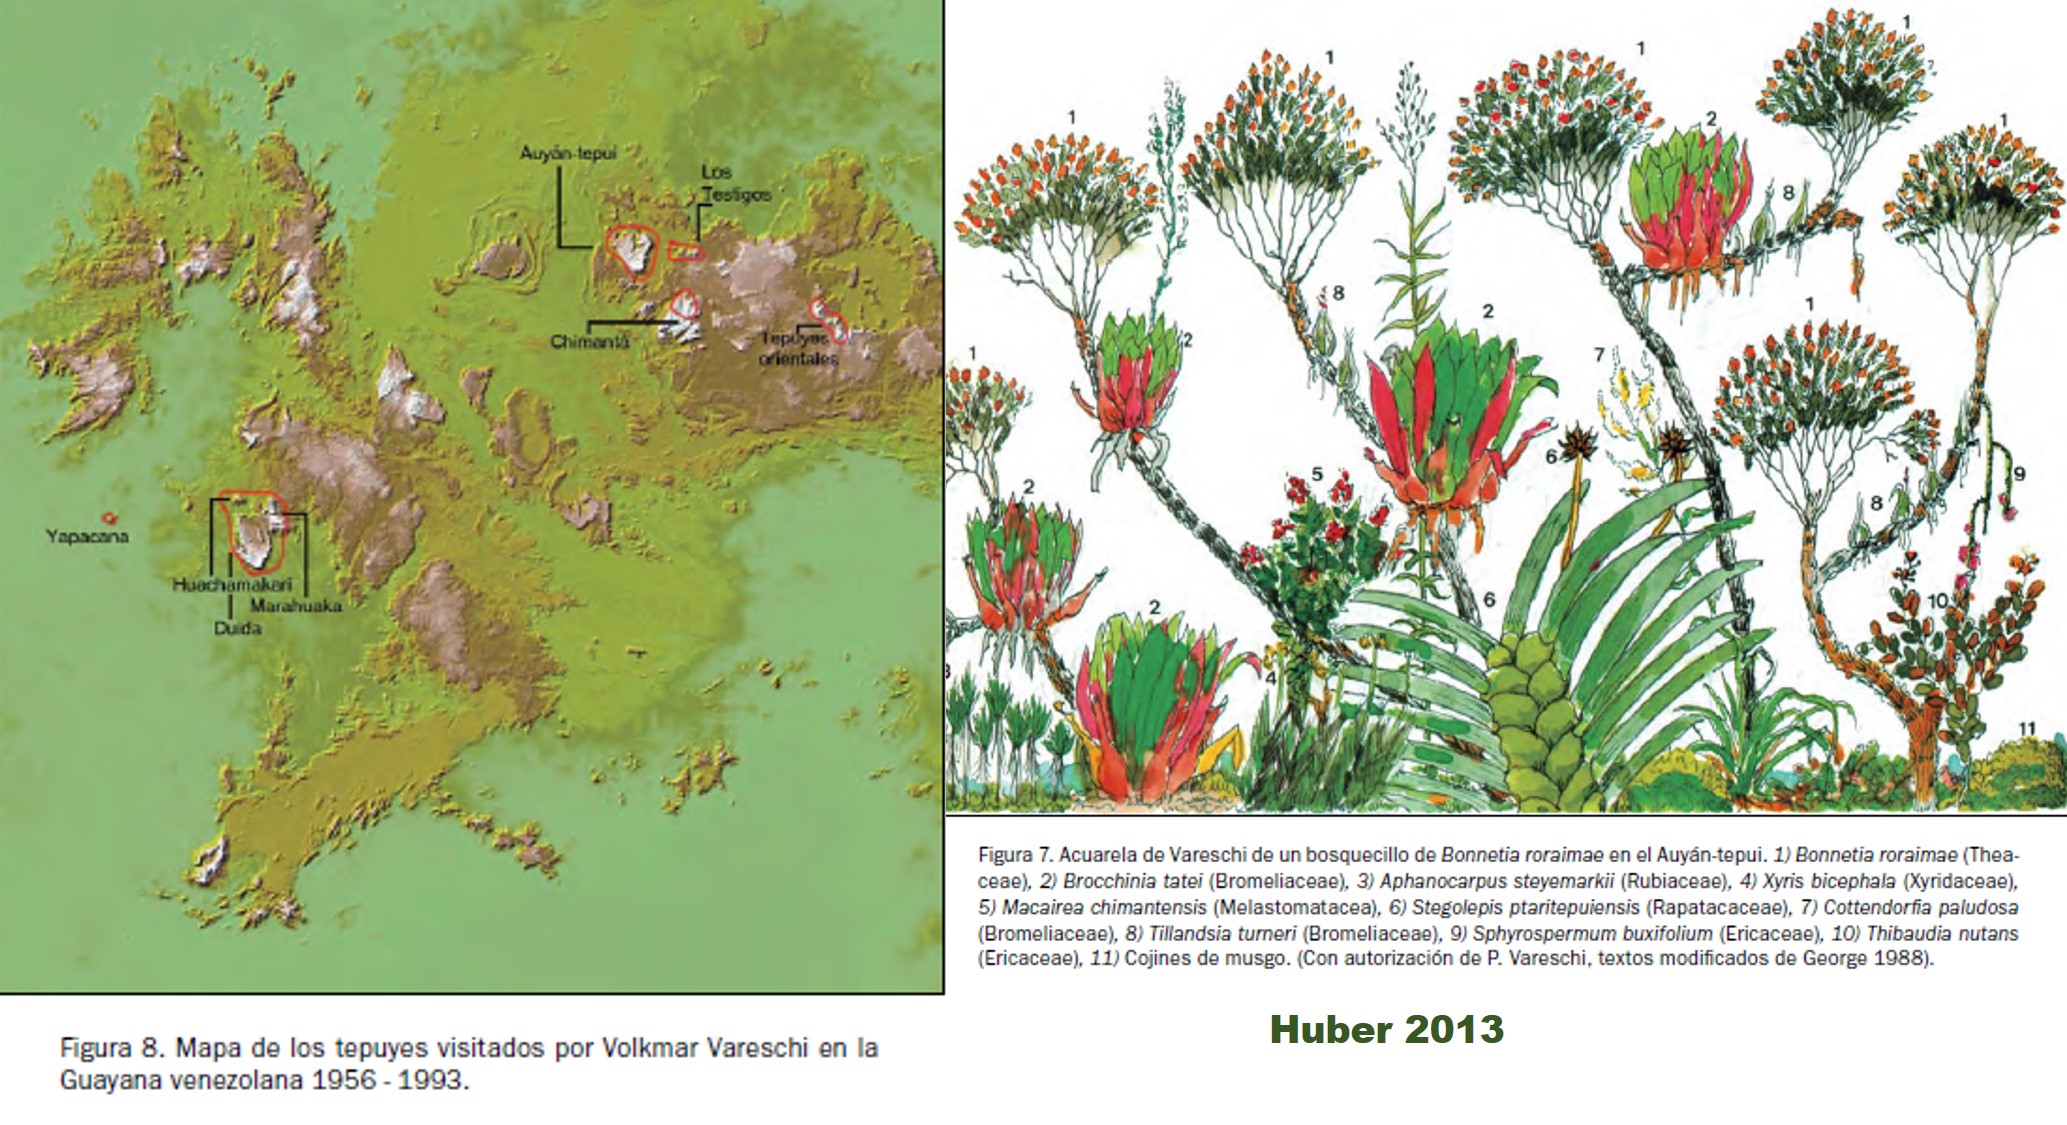 Auyán-tepui
Los
Testigos
Chimantá
Tepuyes
orientales
Yapacana
Huachamakari
Marahuaka
Duida
Figura 8. Mapa de los tepuyes visitados por Volkmar Vareschi en la
Guayana venezolana 1956 - 1993.
1
1
1
1
1
2
8
8
2
2
1
1
7
6
5
2
9
8
2
6
10
4
3
11
Figura 7. Acuarela de Vareschi de un bosquecillo de Bonnetia roraimae en el Auyán-tepui. 1) Bonnetia roraimae (Thea-
ceae), 2) Brocchinia tatei (Bromeliaceae), 3) Aphanocarpus steyemarkii (Rubiaceae), 4) Xyris bicephala (Xyridaceae),
5) Macairea chimantensis (Melastomatacea), 6) Stegolepis ptaritepuiensis (Rapatacaceae), 7) Cottendorfia paludosa
(Bromeliaceae), 8) Tillandsia turneri (Bromeliaceae), 9) Sphyrospermum buxifolium (Ericaceae), 10) Thibaudia nutans
(Ericaceae), 11) Cojines de musgo. (Con autorización de P. Vareschi, textos modificados de George 1988).
Huber 2013